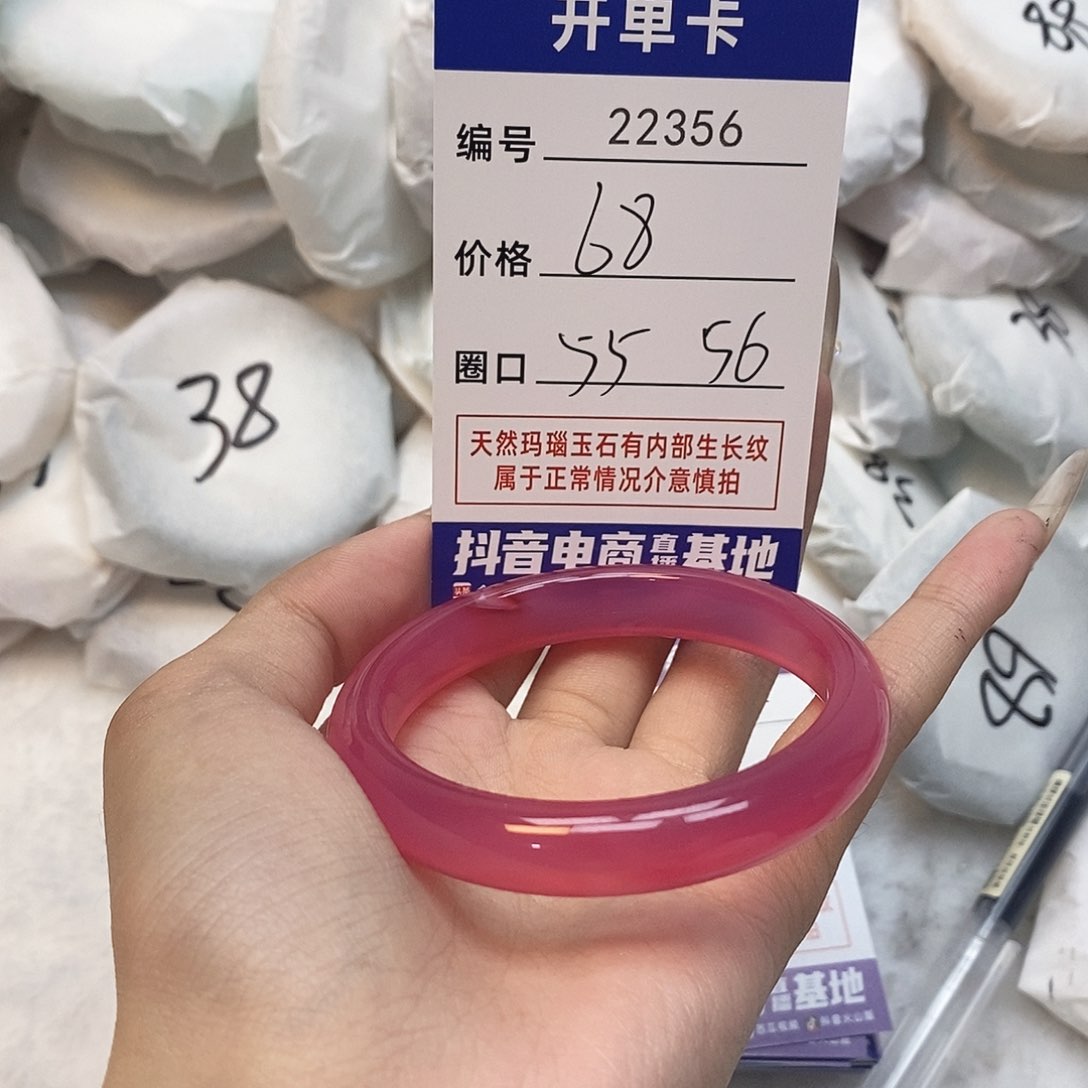 开单卡
编号 22356
价格 68
圈口 55 56
天然玛瑙玉石有内部生长纹
属于正常情况介意慎拍
抖音电商直播基地
38
68
基地